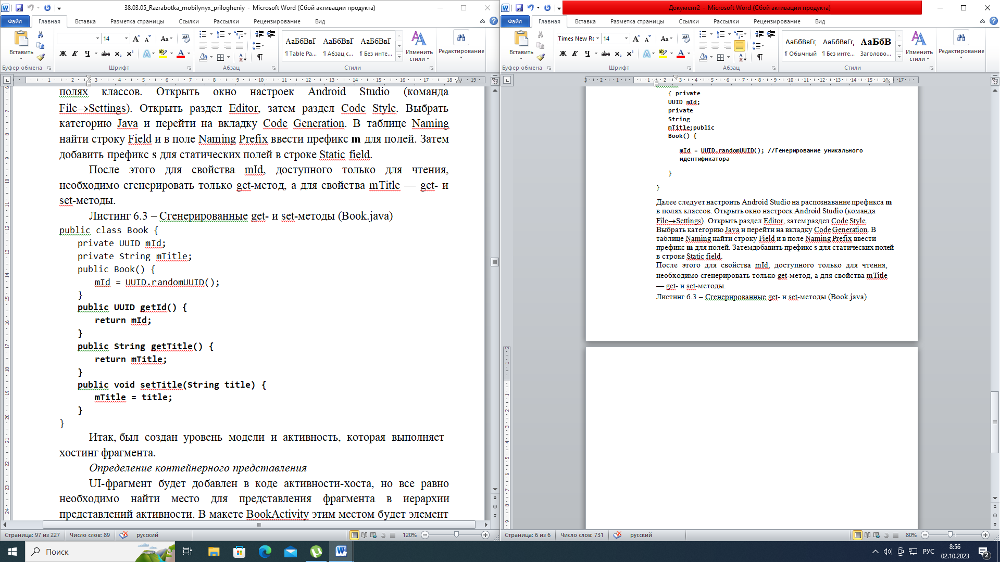 38.03.05_Razrabotka_mobilynyx_prilogheniy - Microsoft Word (Сбой активации продукта)
Файл Главная Вставка Разметка страницы Ссылки Рассылки Рецензирование Вид
Вставить
Буфер обмена
14
Шрифт
Абзац
АаБбВвГ АаБбВвГ АаБбВвГ
¶ Table Pa... ¶ Абзац с... ¶ Без инте...
Стили
Изменить стили
Редактирование
полях классов. Открыть окно настроек Android Studio (команда
File→Settings). Открыть раздел Editor, затем раздел Code Style. Выбрать
категорию Java и перейти на вкладку Code Generation. В таблице Naming
найти строку Field и в поле Naming Prefix ввести префикс m для полей. Затем
добавить префикс s для статических полей в строке Static field.
После этого для свойства mId, доступного только для чтения,
необходимо сгенерировать только get-метод, а для свойства mTitle — get- и
set-методы.
Листинг 6.3 – Сгенерированные get- и set-методы (Book.java)
public class Book {
private UUID mId;
private String mTitle;
public Book() {
mId = UUID.randomUUID();
}
public UUID getId() {
return mId;
}
public String getTitle() {
return mTitle;
}
public void setTitle(String title) {
mTitle = title;
}
}
Итак, был создан уровень модели и активность, которая выполняет
хостинг фрагмента.
Определение контейнерного представления
UI-фрагмент будет добавлен в коде активности-хоста, но все равно
необходимо найти место для представления фрагмента в иерархии
представлений активности. В макете BookActivity этим местом будет элемент
Страница: 97 из 227 Число слов: 89 русский 120%
Документ2 - Microsoft Word (Сбой активации продукта)
Файл Главная Вставка Разметка страницы Ссылки Рассылки Рецензирование Вид
Вставить
Буфер обмена
Times New Rc 14
Шрифт
Абзац
АаБбВвГг, АаБбВвГг, АаБбВ
¶ Обычный ¶ Без инте... Заголово...
Стили
Изменить стили
Редактирование
{ private
UUID mId;
private
String
mTitle;public
Book() {
mId = UUID.randomUUID(); //Генерирование уникального
идентификатора
}
}
Далее следует настроить Android Studio на распознавание префикса m
в полях классов. Открыть окно настроек Android Studio (команда
File→Settings). Открыть раздел Editor, затем раздел Code Style.
Выбрать категорию Java и перейти на вкладку Code Generation. В
таблице Naming найти строку Field и в поле Naming Prefix ввести
префикс m для полей. Затемдобавить префикс s для статических полей
в строке Static field.
После этого для свойства mId, доступного только для чтения,
необходимо сгенерировать только get-метод, а для свойства mTitle
— get- и set-методы.
Листинг 6.3 – Сгенерированные get- и set-методы (Book.java)
Страница: 6 из 6 Число слов: 731 русский 80%
Поиск
РУС
8:56
02.10.2023
2